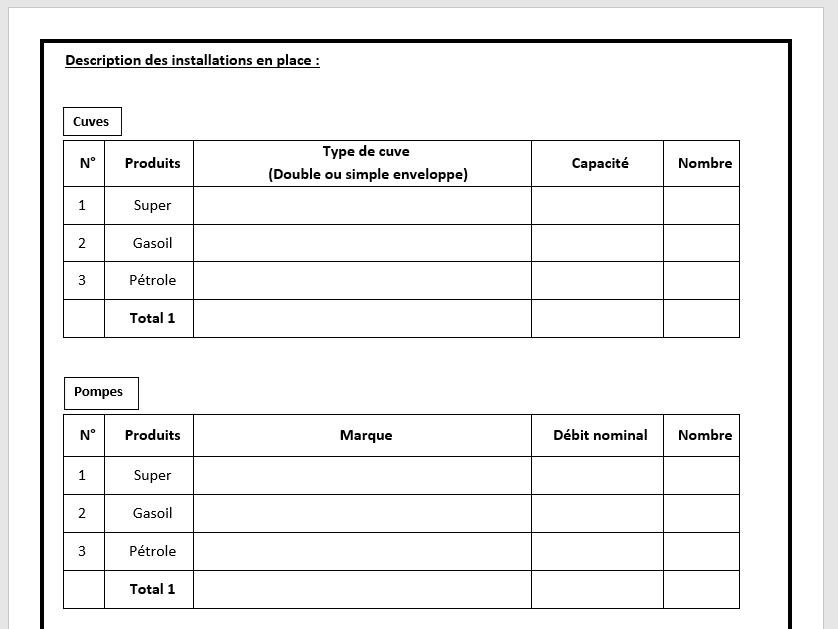 Description des installations en place :
Cuves
N° Produits Type de cuve (Double ou simple enveloppe) Capacité Nombre
1 Super
2 Gasoil
3 Pétrole
Total 1
Pompes
N° Produits Marque Débit nominal Nombre
1 Super
2 Gasoil
3 Pétrole
Total 1